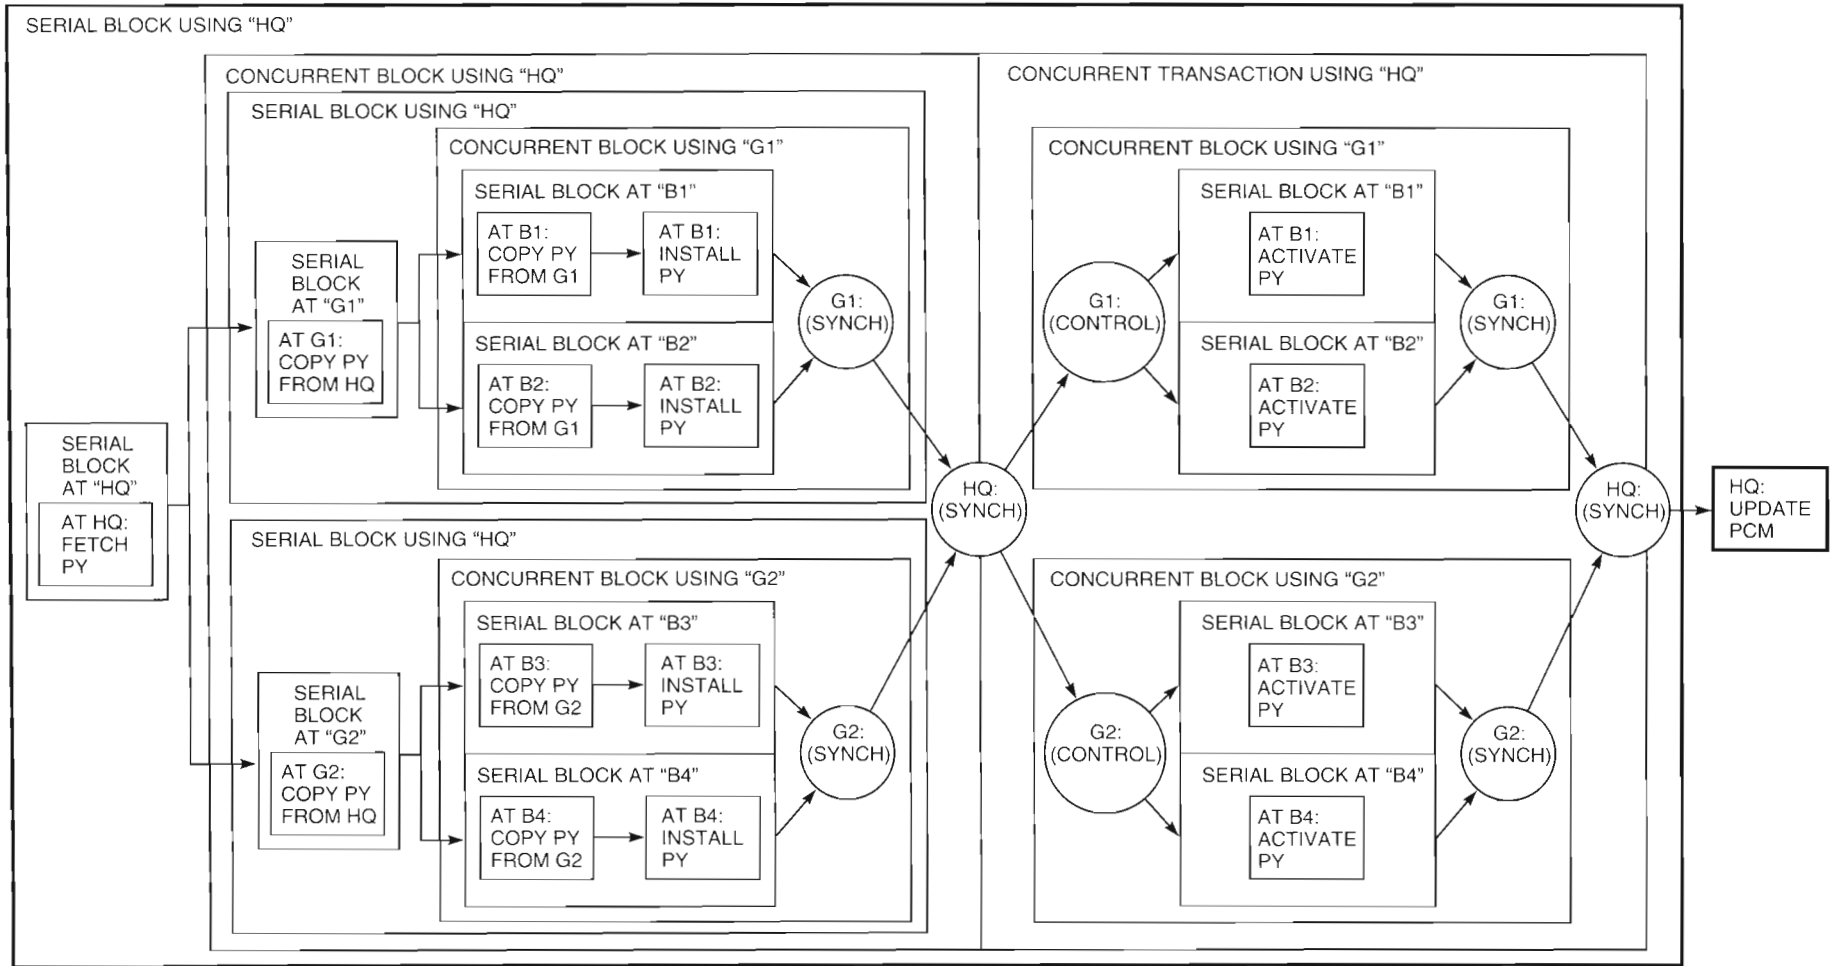 SERIAL BLOCK USING “HQ”
CONCURRENT BLOCK USING “HQ”
CONCURRENT TRANSACTION USING “HQ”
SERIAL BLOCK USING “HQ”
CONCURRENT BLOCK USING “G1”
SERIAL BLOCK AT “B1”
AT B1:
COPY PY
FROM G1
AT B1:
INSTALL
PY
SERIAL
BLOCK
AT “G1”
AT G1:
COPY PY
FROM HQ
G1:
(SYNCH)
SERIAL BLOCK AT “B2”
AT B2:
COPY PY
FROM G1
AT B2:
INSTALL
PY
CONCURRENT BLOCK USING “G1”
SERIAL BLOCK AT “B1”
AT B1:
ACTIVATE
PY
G1:
(CONTROL)
G1:
(SYNCH)
SERIAL BLOCK AT “B2”
AT B2:
ACTIVATE
PY
SERIAL
BLOCK
AT “HQ”
AT HQ:
FETCH
PY
HQ:
(SYNCH)
HQ:
(SYNCH)
HQ:
UPDATE
PCM
SERIAL BLOCK USING “HQ”
CONCURRENT BLOCK USING “G2”
SERIAL BLOCK AT “B3”
AT B3:
COPY PY
FROM G2
AT B3:
INSTALL
PY
SERIAL
BLOCK
AT “G2”
AT G2:
COPY PY
FROM HQ
G2:
(SYNCH)
SERIAL BLOCK AT “B4”
AT B4:
COPY PY
FROM G2
AT B4:
INSTALL
PY
CONCURRENT BLOCK USING “G2”
SERIAL BLOCK AT “B3”
AT B3:
ACTIVATE
PY
G2:
(CONTROL)
G2:
(SYNCH)
SERIAL BLOCK AT “B4”
AT B4:
ACTIVATE
PY